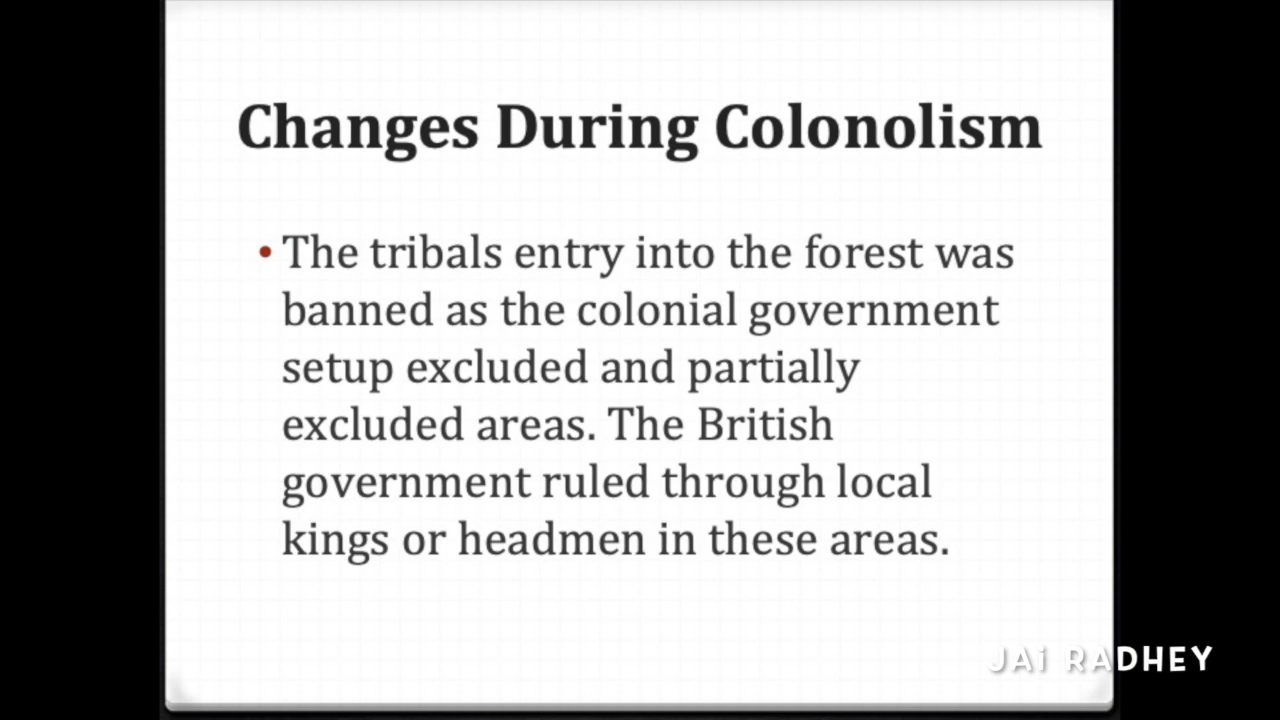 Changes During Colonolism
• The tribals entry into the forest was
banned as the colonial government
setup excluded and partially
excluded areas. The British
government ruled through local
kings or headmen in these areas.
JAi RADHEY